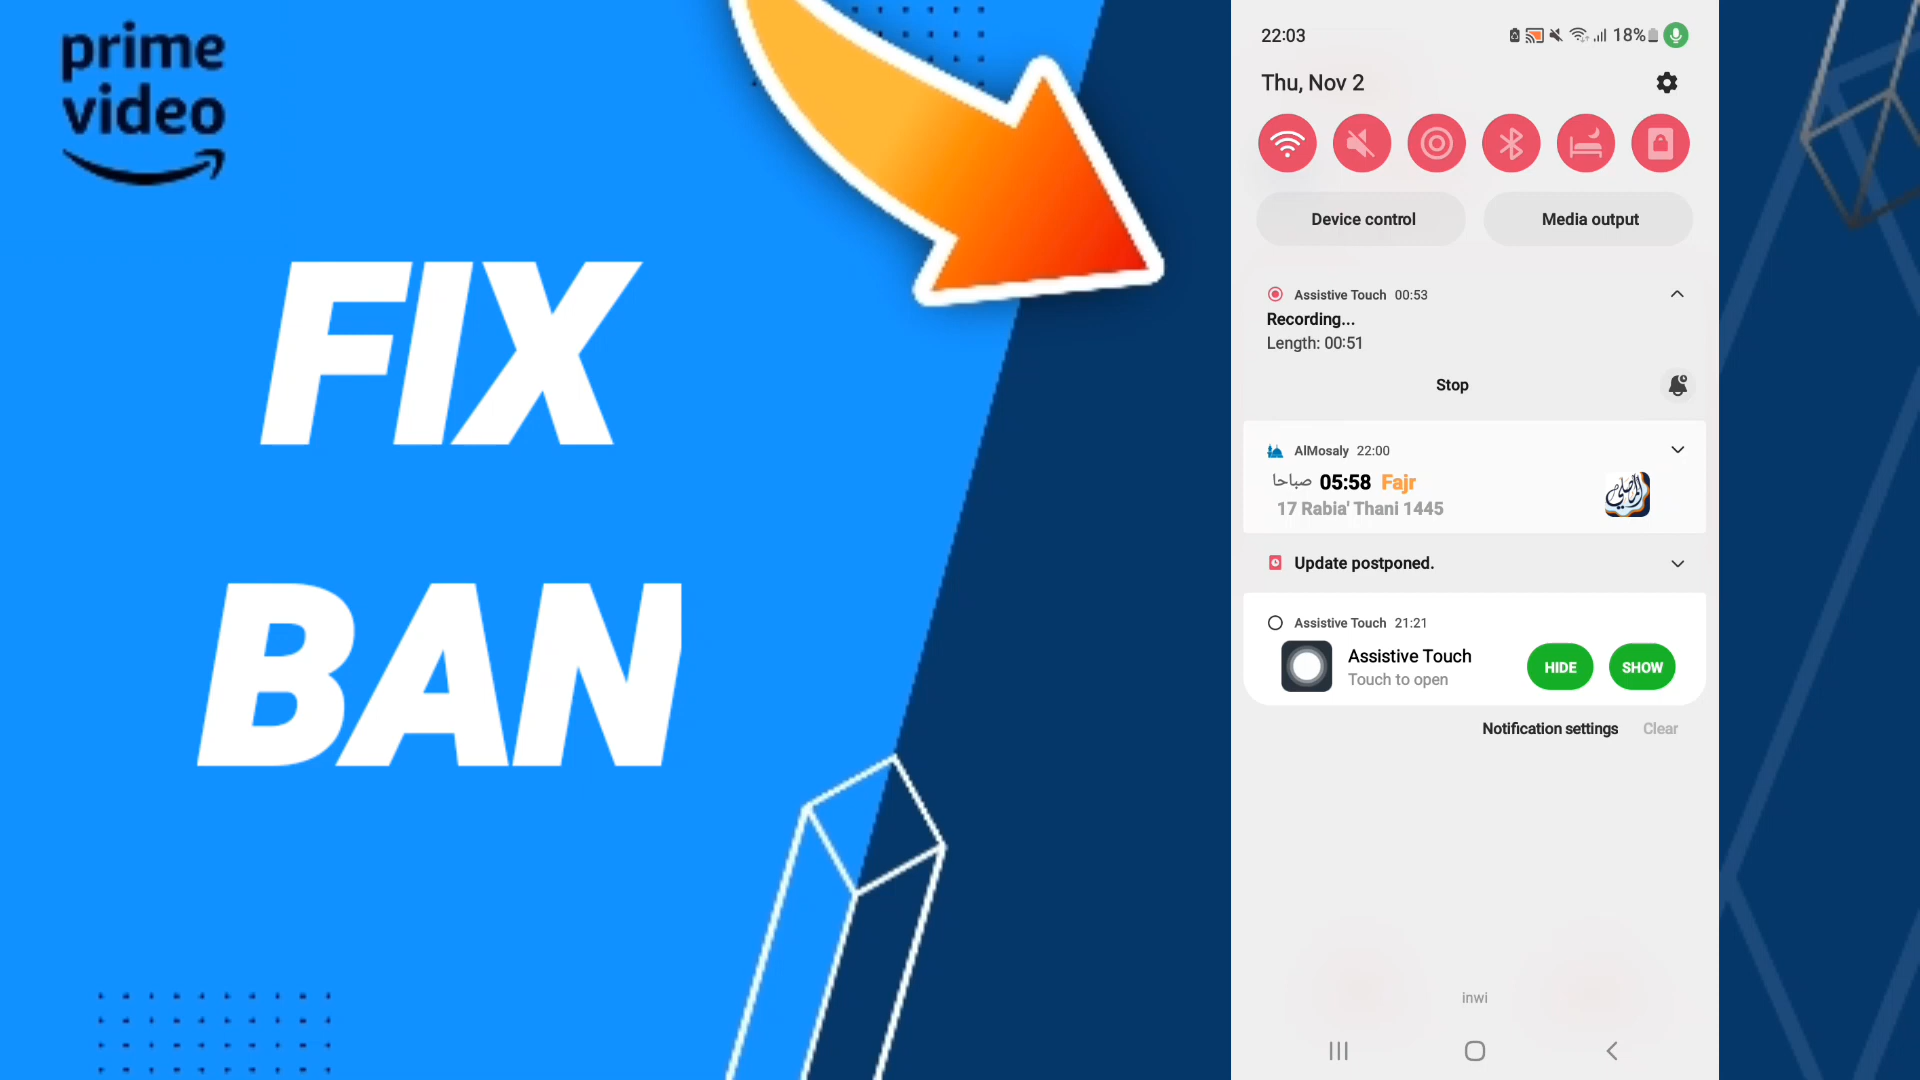 prime
video
FIX
BAN
22:03
18%
Thu, Nov 2
Device control
Media output
Assistive Touch 00:53
Recording...
Length: 00:51
Stop
AlMosaly 22:00
صباحا 05:58 Fajr
17 Rabia' Thani 1445
المصلي
Update postponed.
Assistive Touch 21:21
Assistive Touch
Touch to open
HIDE
SHOW
Notification settings
Clear
inwi